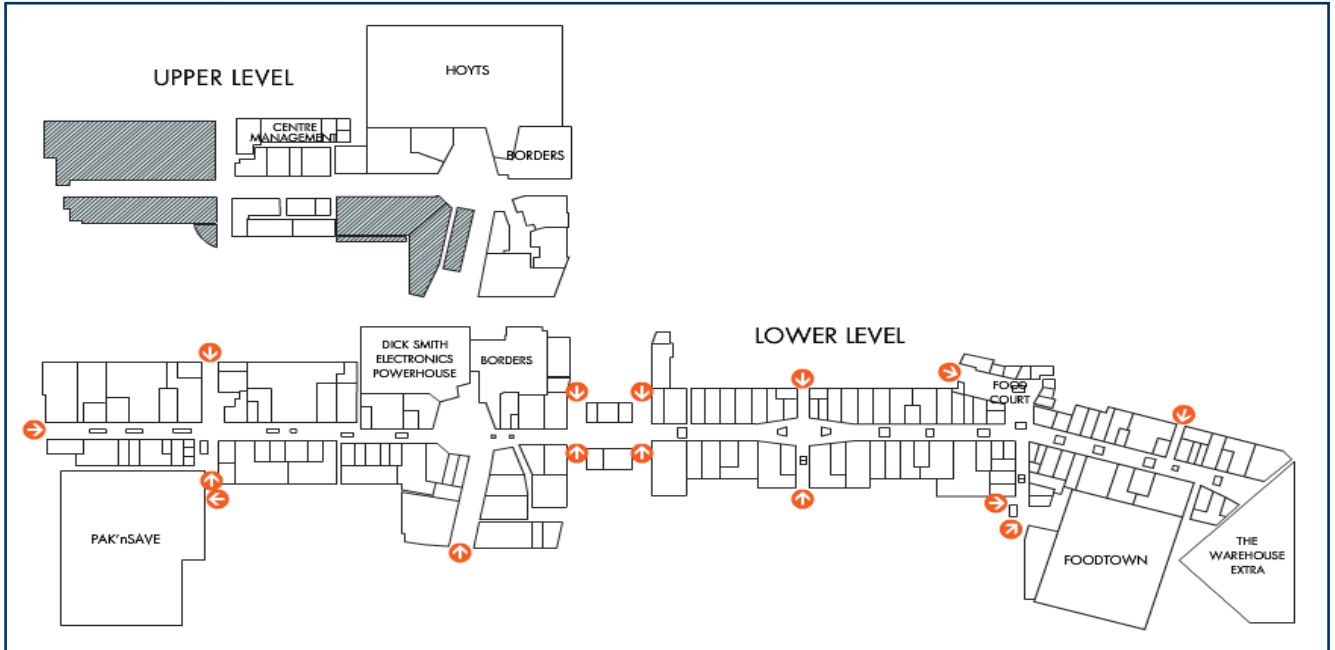 UPPER LEVEL
HOYTS
CENTRE
MANAGEMENT
BORDERS
LOWER LEVEL
DICK SMITH
ELECTRONICS
POWERHOUSE
BORDERS
FOOD
COURT
PAK'nSAVE
FOODTOWN
THE
WAREHOUSE
EXTRA